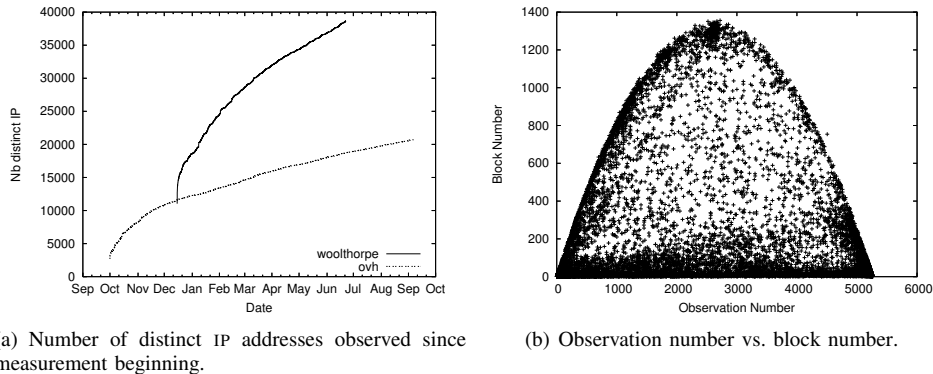 40000
35000
30000
25000
20000
15000
10000
5000
0
Nb distinct IP
woolthorpe
ovh
Sep Oct Nov Dec Jan Feb Mar Apr May Jun Jul Aug Sep Oct
Date
1400
1200
1000
800
600
400
200
0
Block Number
0 1000 2000 3000 4000 5000 6000
Observation Number
a) Number of distinct IP addresses observed since
measurement beginning.
(b) Observation number vs. block number.